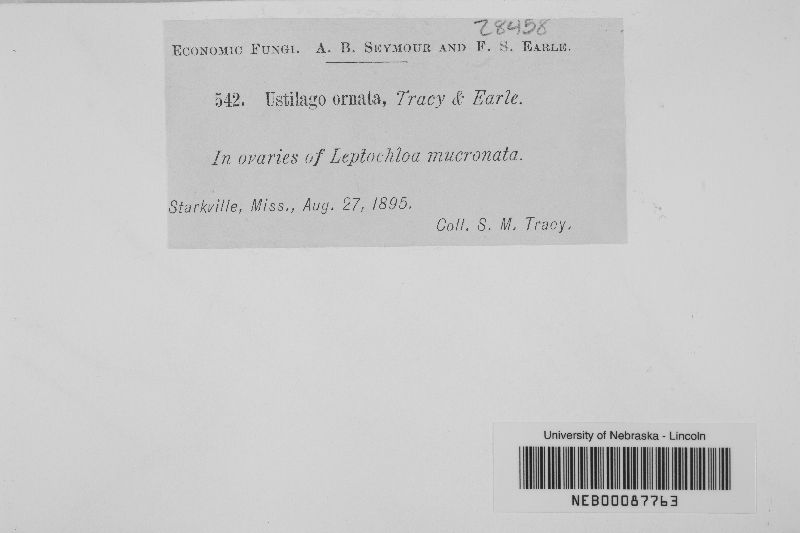 28458
ECONOMIC FUNGI. A. B. SEYMOUR AND F. S. EARLE.
542. Ustilago ornata, Tracy & Earle.
In ovaries of Leptochloa mucronata.
Starkville, Miss., Aug. 27, 1895.
Coll. S. M. Tracy.
University of Nebraska - Lincoln
NEB00087763